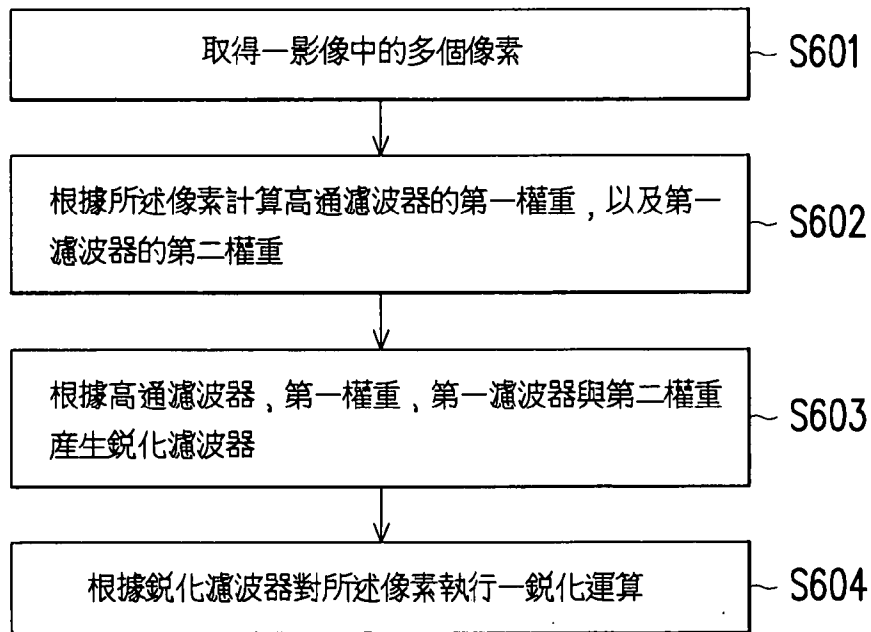 取得一影像中的多個像素
S601
根據所述像素計算高通濾波器的第一權重,以及第一
濾波器的第二權重
S602
根據高通濾波器、第一權重、第一濾波器與第二權重
產生銳化濾波器
S603
根據銳化濾波器對所述像素執行一銳化運算
S604